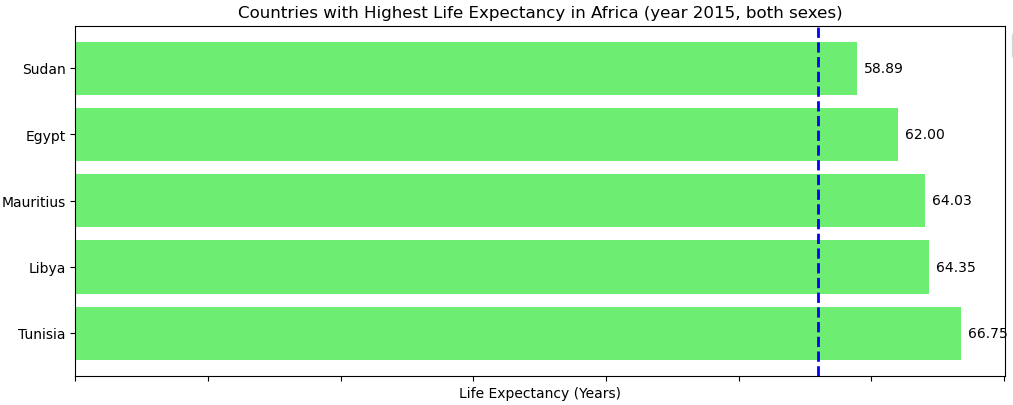 Countries with Highest Life Expectancy in Africa (year 2015, both sexes)
Sudan 58.89
Egypt 62.00
Mauritius 64.03
Libya 64.35
Tunisia 66.75
Life Expectancy (Years)